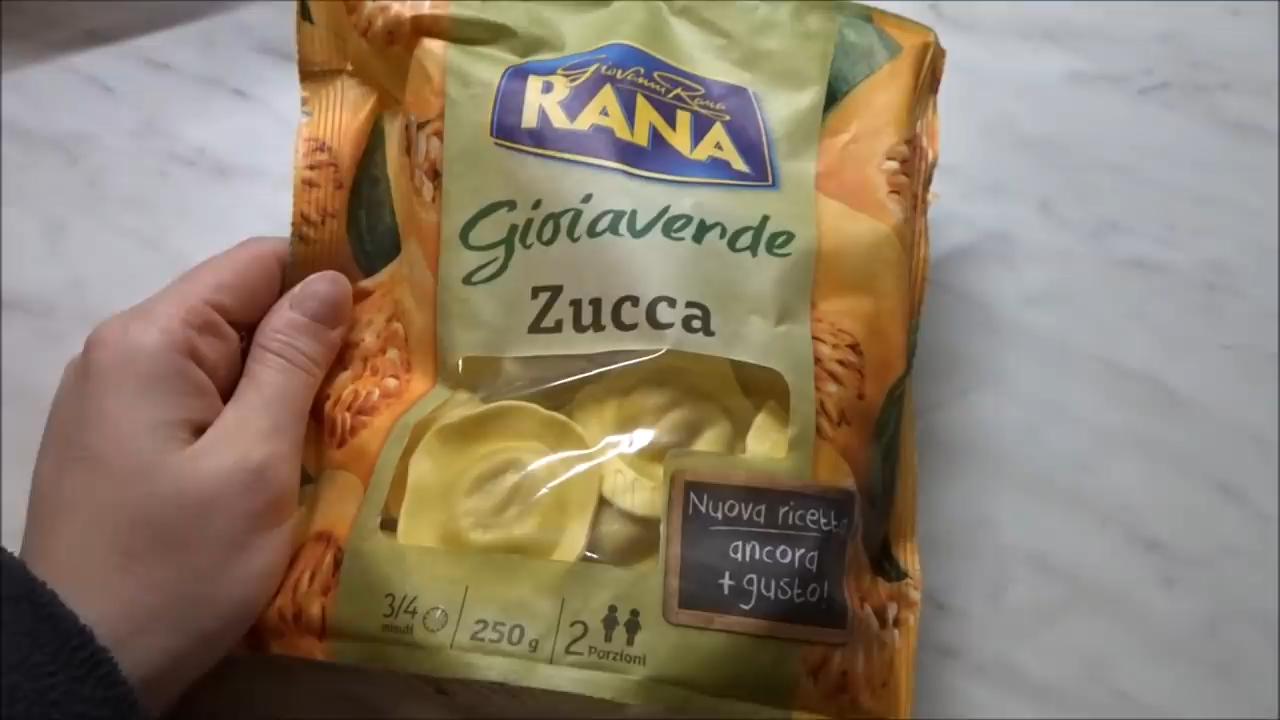 Giovanni Rana
RANA
Gioiaverde
Zucca
Nuova ricetta
ancora
+gusto!
3/4
minuti
250g
2
Porzioni